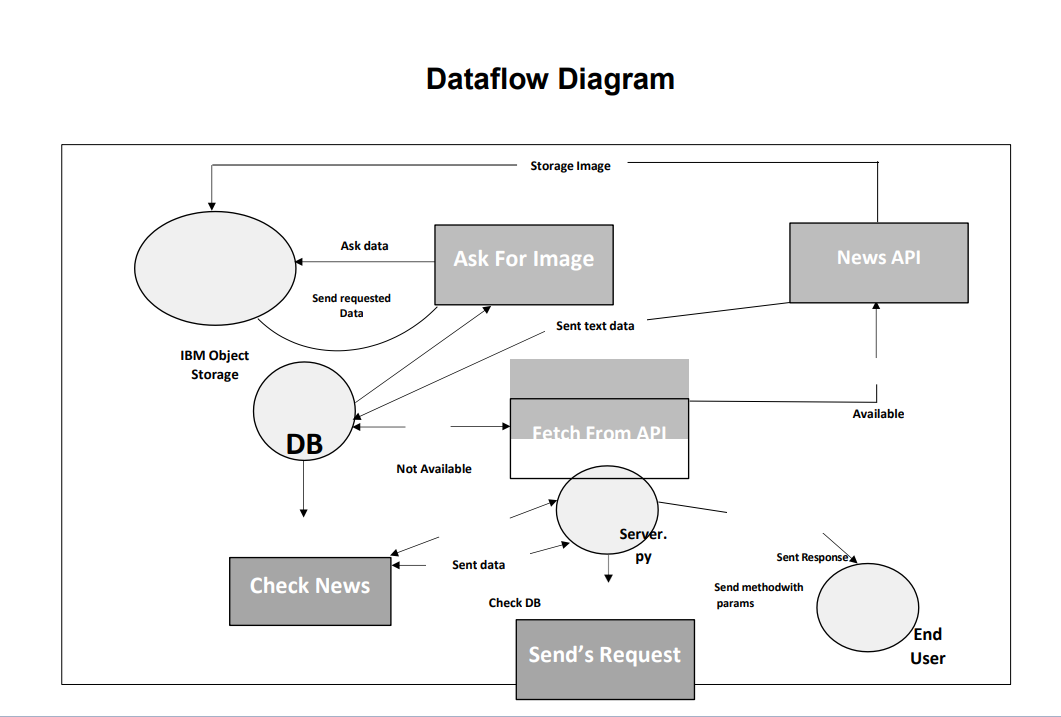 Dataflow Diagram
Storage Image
Ask data
Ask For Image
News API
Send requested
Data
Sent text data
IBM Object
Storage
DB
Fetch From API
Available
Not Available
Server.
py
Sent data
Sent Response
Check News
Send methodwith
params
Check DB
End
User
Send’s Request